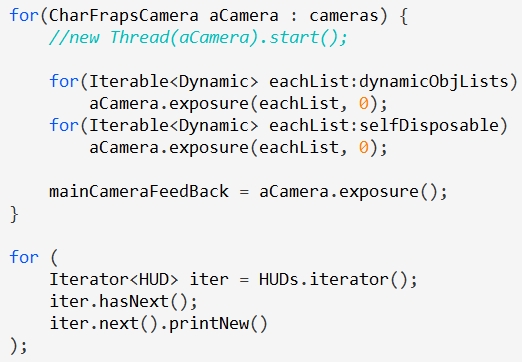 for(CharFrapsCamera aCamera : cameras) {
    //new Thread(aCamera).start();
    for(Iterable<Dynamic> eachList:dynamicObjLists)
        aCamera.exposure(eachList, 0);
    for(Iterable<Dynamic> eachList:selfDisposable)
        aCamera.exposure(eachList, 0);
    mainCameraFeedBack = aCamera.exposure();
}
for (
    Iterator<HUD> iter = HUDs.iterator();
    iter.hasNext();
    iter.next().printNew()
);